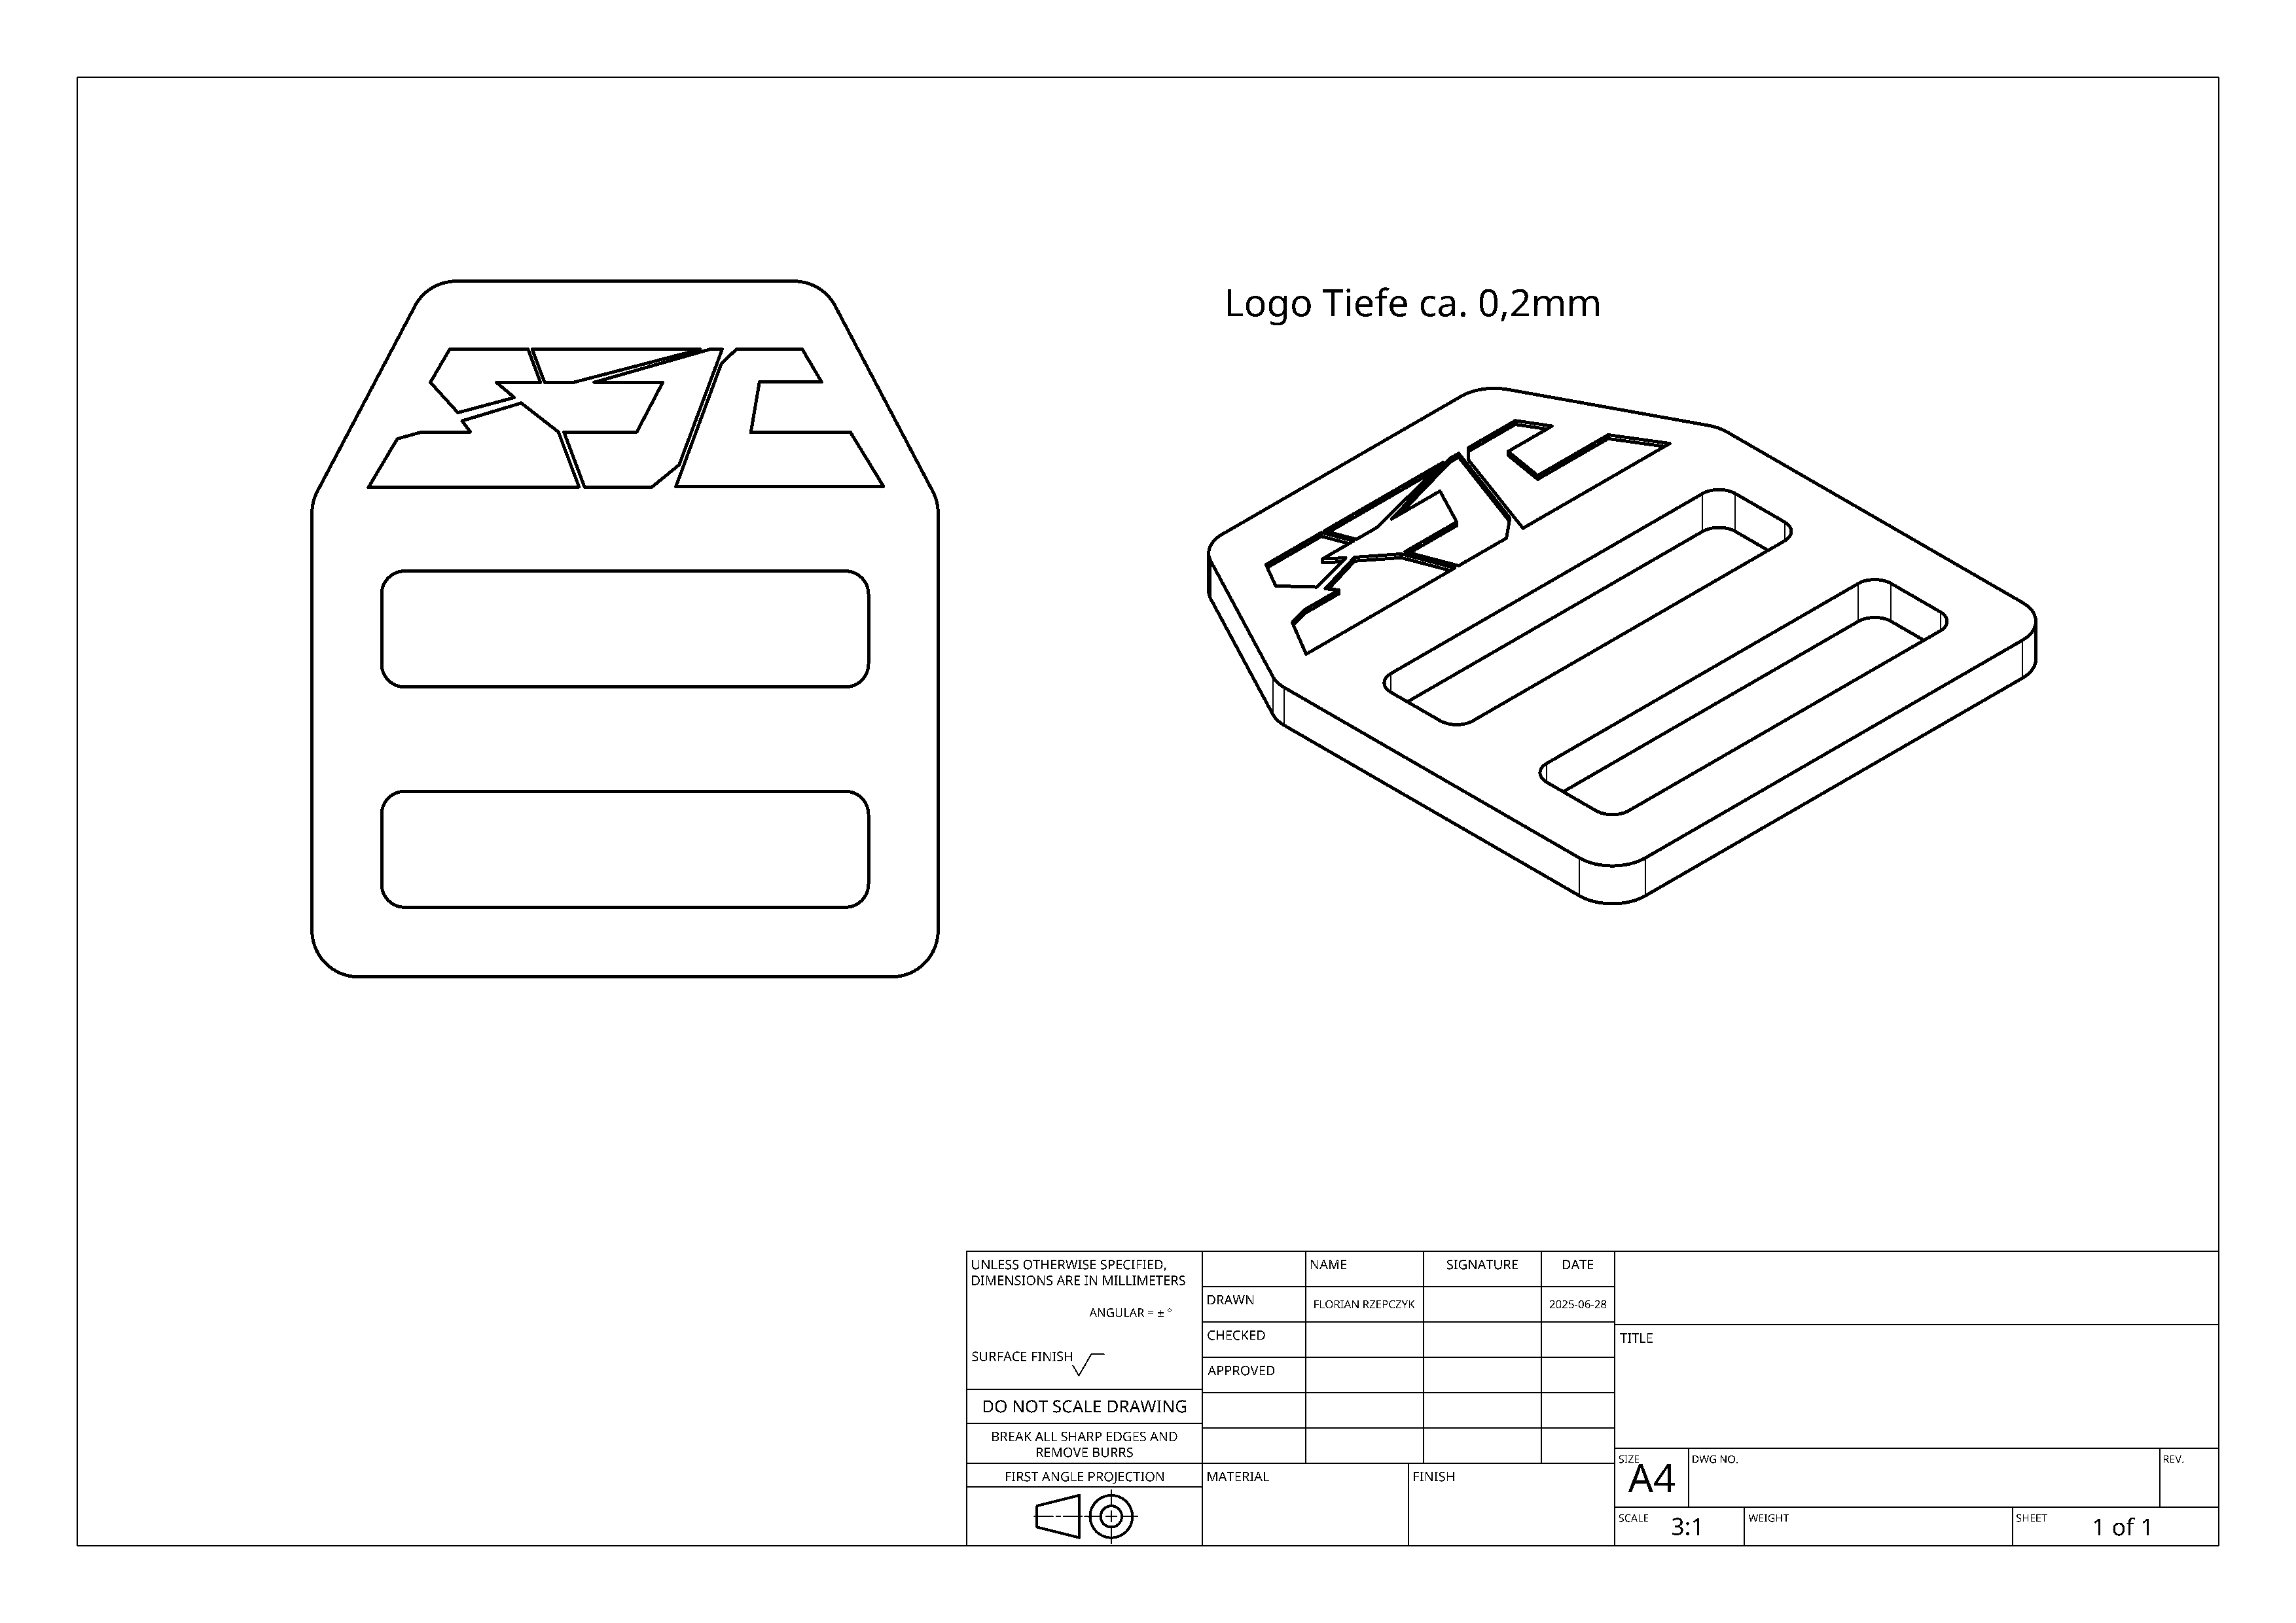 Logo Tiefe ca. 0,2mm
UNLESS OTHERWISE SPECIFIED,
DIMENSIONS ARE IN MILLIMETERS
ANGULAR = ± °
SURFACE FINISH
DO NOT SCALE DRAWING
BREAK ALL SHARP EDGES AND
REMOVE BURRS
FIRST ANGLE PROJECTION
NAME SIGNATURE DATE
DRAWN FLORIAN RZEPCZYK 2025-06-28
CHECKED
APPROVED
MATERIAL FINISH
TITLE
SIZE A4 DWG NO. REV.
SCALE 3:1 WEIGHT SHEET 1 of 1